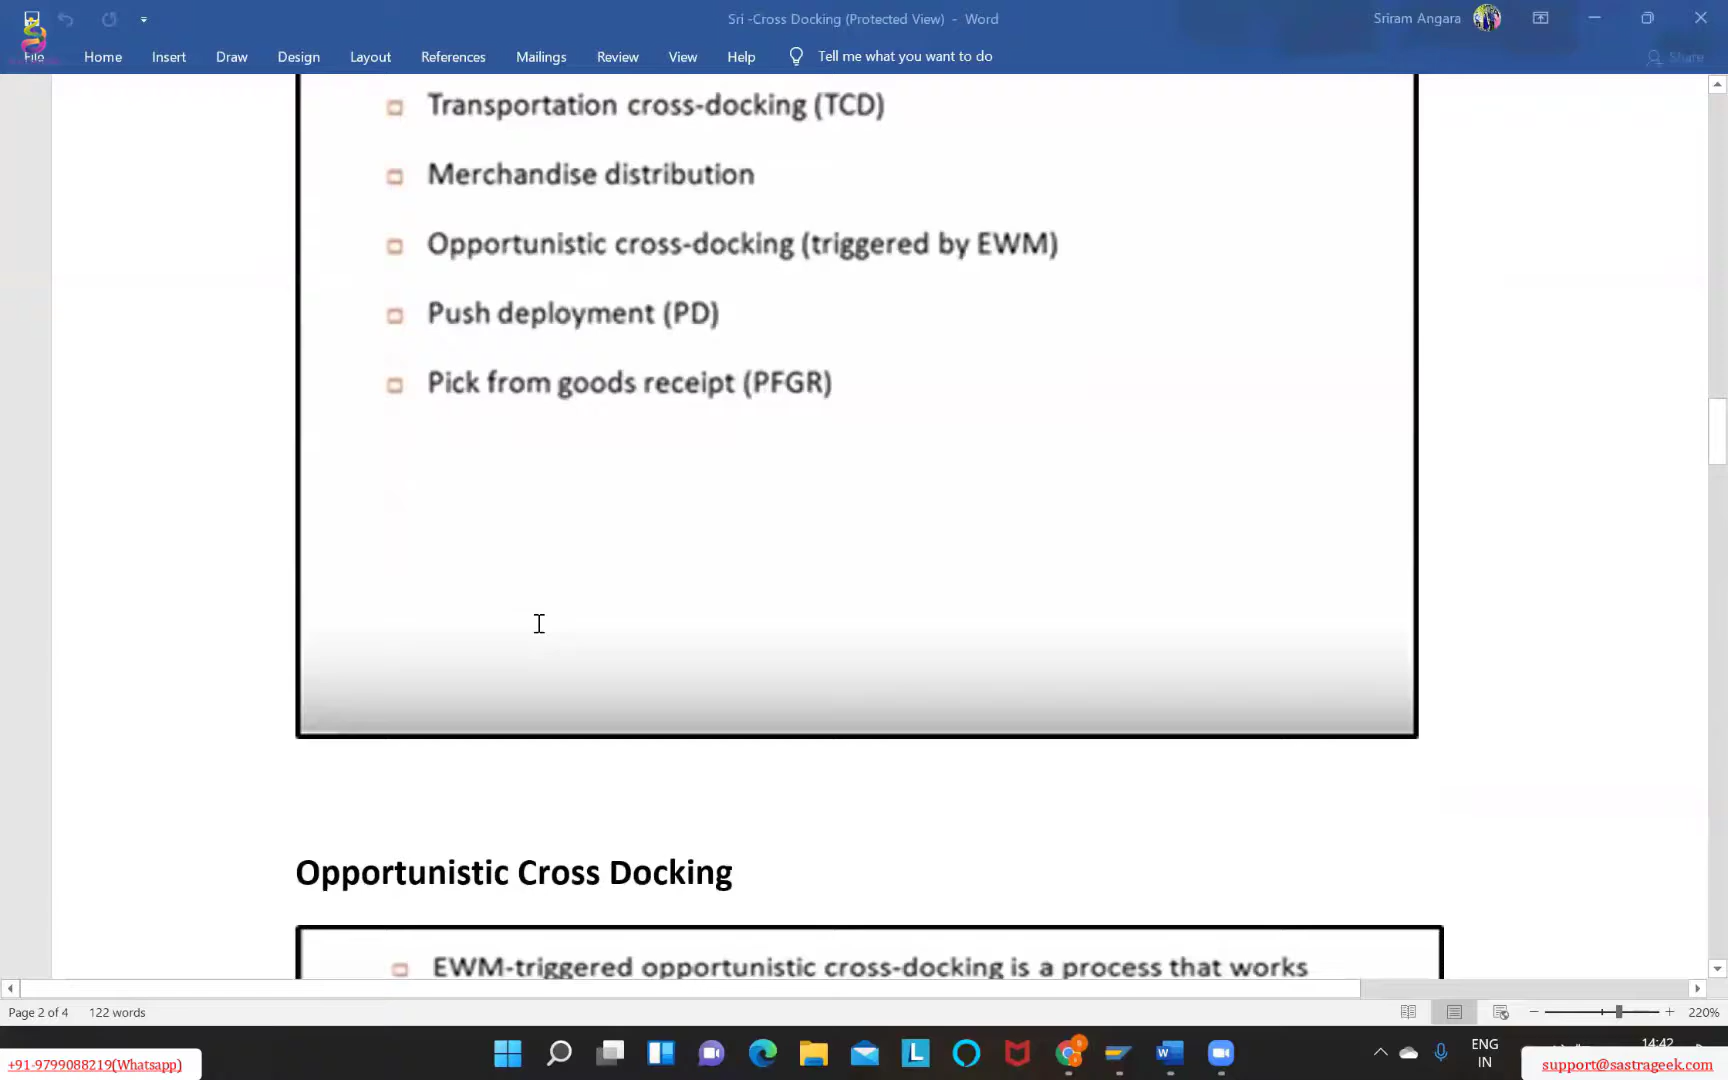 Sri -Cross Docking (Protected View) - Word
Sriram Angara
File Home Insert Draw Design Layout References Mailings Review View Help Tell me what you want to do Share
Transportation cross-docking (TCD)
Merchandise distribution
Opportunistic cross-docking (triggered by EWM)
Push deployment (PD)
Pick from goods receipt (PFGR)
Opportunistic Cross Docking
EWM-triggered opportunistic cross-docking is a process that works
Page 2 of 4 122 words 220%
+91-9799088219(Whatsapp)
ENG
IN
14:42
support@sastrageek.com